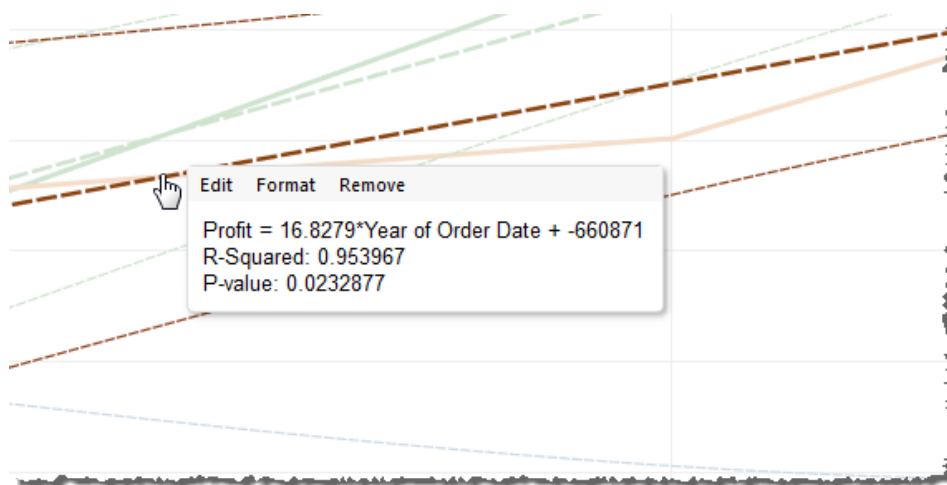 Edit Format Remove
Profit = 16.8279*Year of Order Date + -660871
R-Squared: 0.953967
P-value: 0.0232877